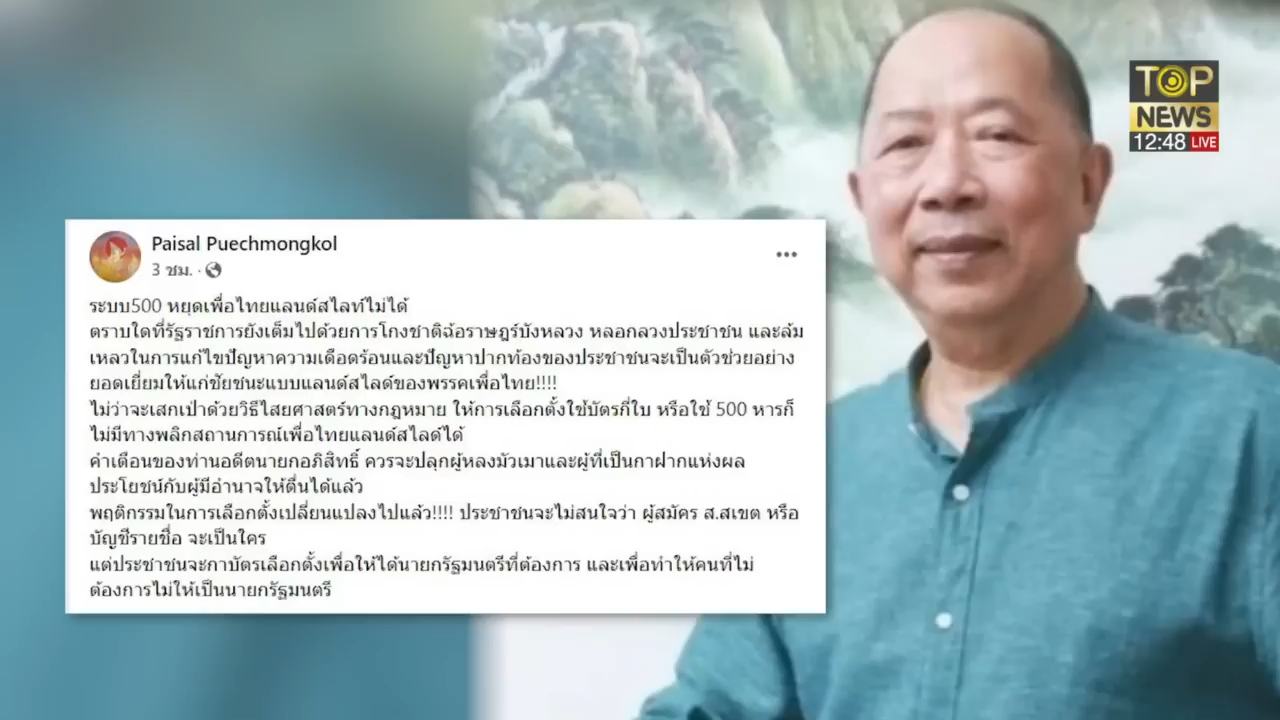 TOP
NEWS
12:48 LIVE
Paisal Puechmongkol
3 ชม.
ระบบ500 หยุดเพื่อไทยแลนด์สไลท์ไม่ได้
ตราบใดที่รัฐราชการยังเต็มไปด้วยการโกงชาติฉ้อราษฎร์บังหลวง หลอกลวงประชาชน และล้ม
เหลวในการแก้ไขปัญหาความเดือดร้อนและปัญหาปากท้องของประชาชนจะเป็นตัวช่วยอย่าง
ยอดเยี่ยมให้แก่ชัยชนะแบบแลนด์สไลด์ของพรรคเพื่อไทย!!!!
ไม่ว่าจะเสกเป่าด้วยวิธีไสยศาสตร์ทางกฎหมาย ให้การเลือกตั้งใช้บัตรกี่ใบ หรือใช้ 500 หารก็
ไม่มีทางพลิกสถานการณ์เพื่อไทยแลนด์สไลด์ได้
คำเตือนของท่านอดีตนายกอภิสิทธิ์ ควรจะปลุกผู้หลงมัวเมาและผู้ที่เป็นกาฝากแห่งผล
ประโยชน์กับผู้มีอำนาจให้ตื่นได้แล้ว
พฤติกรรมในการเลือกตั้งเปลี่ยนแปลงไปแล้ว!!!! ประชาชนจะไม่สนใจว่า ผู้สมัคร ส.สเขต หรือ
บัญชีรายชื่อ จะเป็นใคร
แต่ประชาชนจะกาบัตรเลือกตั้งเพื่อให้ได้นายกรัฐมนตรีที่ต้องการ และเพื่อทำให้คนที่ไม่
ต้องการไม่ให้เป็นนายกรัฐมนตรี